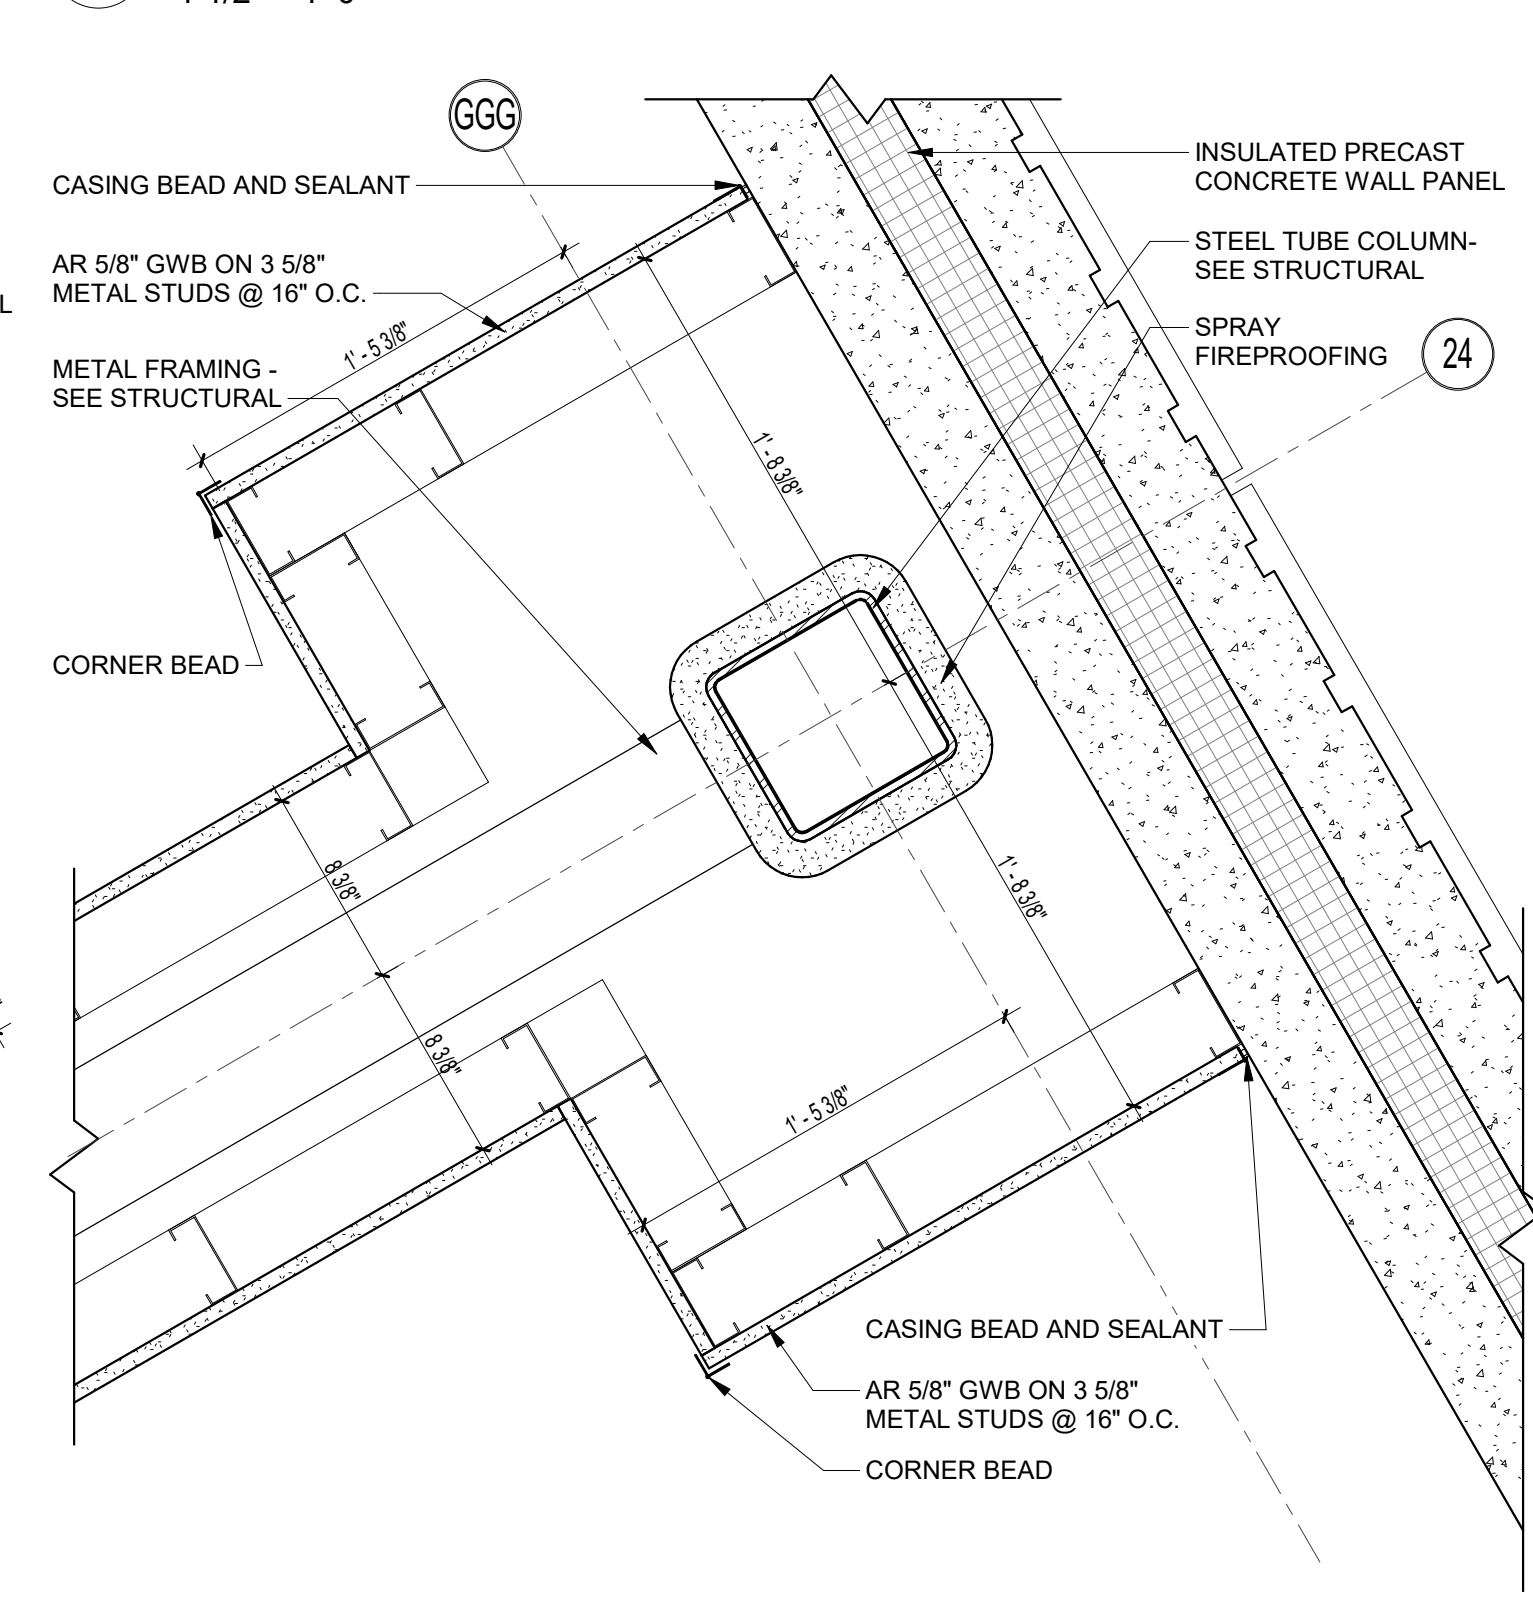 GGG
CASING BEAD AND SEALANT
AR 5/8" GWB ON 3 5/8"
METAL STUDS @ 16" O.C.
METAL FRAMING -
SEE STRUCTURAL
CORNER BEAD
INSULATED PRECAST
CONCRETE WALL PANEL
STEEL TUBE COLUMN-
SEE STRUCTURAL
SPRAY
FIREPROOFING
24
1' - 5 3/8"
1' - 8 3/8"
8 3/8"
1' - 8 3/8"
8 3/8"
1' - 5 3/8"
CASING BEAD AND SEALANT
AR 5/8" GWB ON 3 5/8"
METAL STUDS @ 16" O.C.
CORNER BEAD